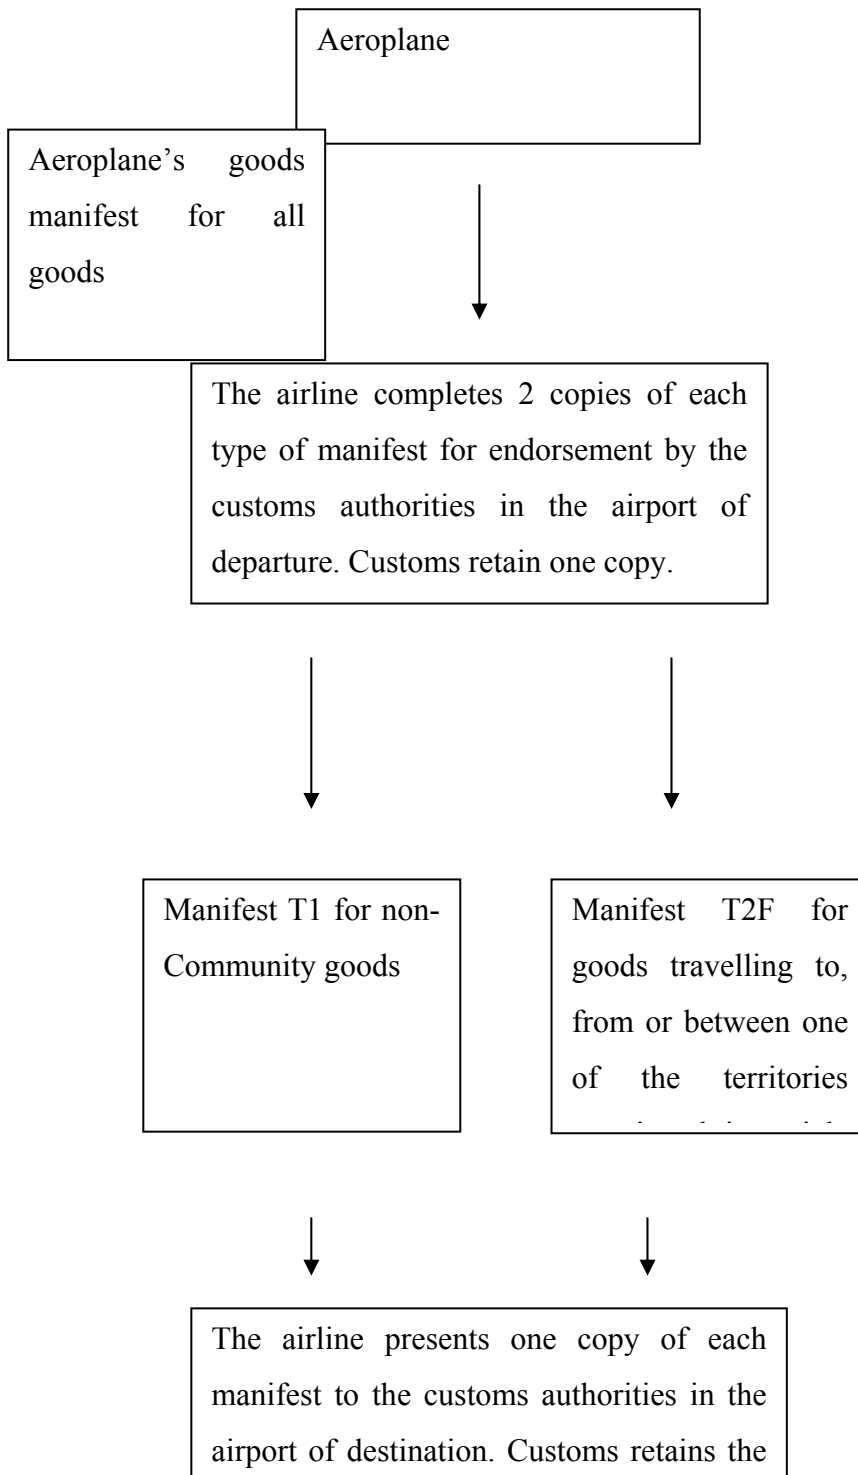 Aeroplane
Aeroplane’s goods
manifest for all
goods
The airline completes 2 copies of each
type of manifest for endorsement by the
customs authorities in the airport of
departure. Customs retain one copy.
Manifest T1 for non-
Community goods
Manifest T2F for
goods travelling to,
from or between one
of the territories
The airline presents one copy of each
manifest to the customs authorities in the
airport of destination. Customs retains the